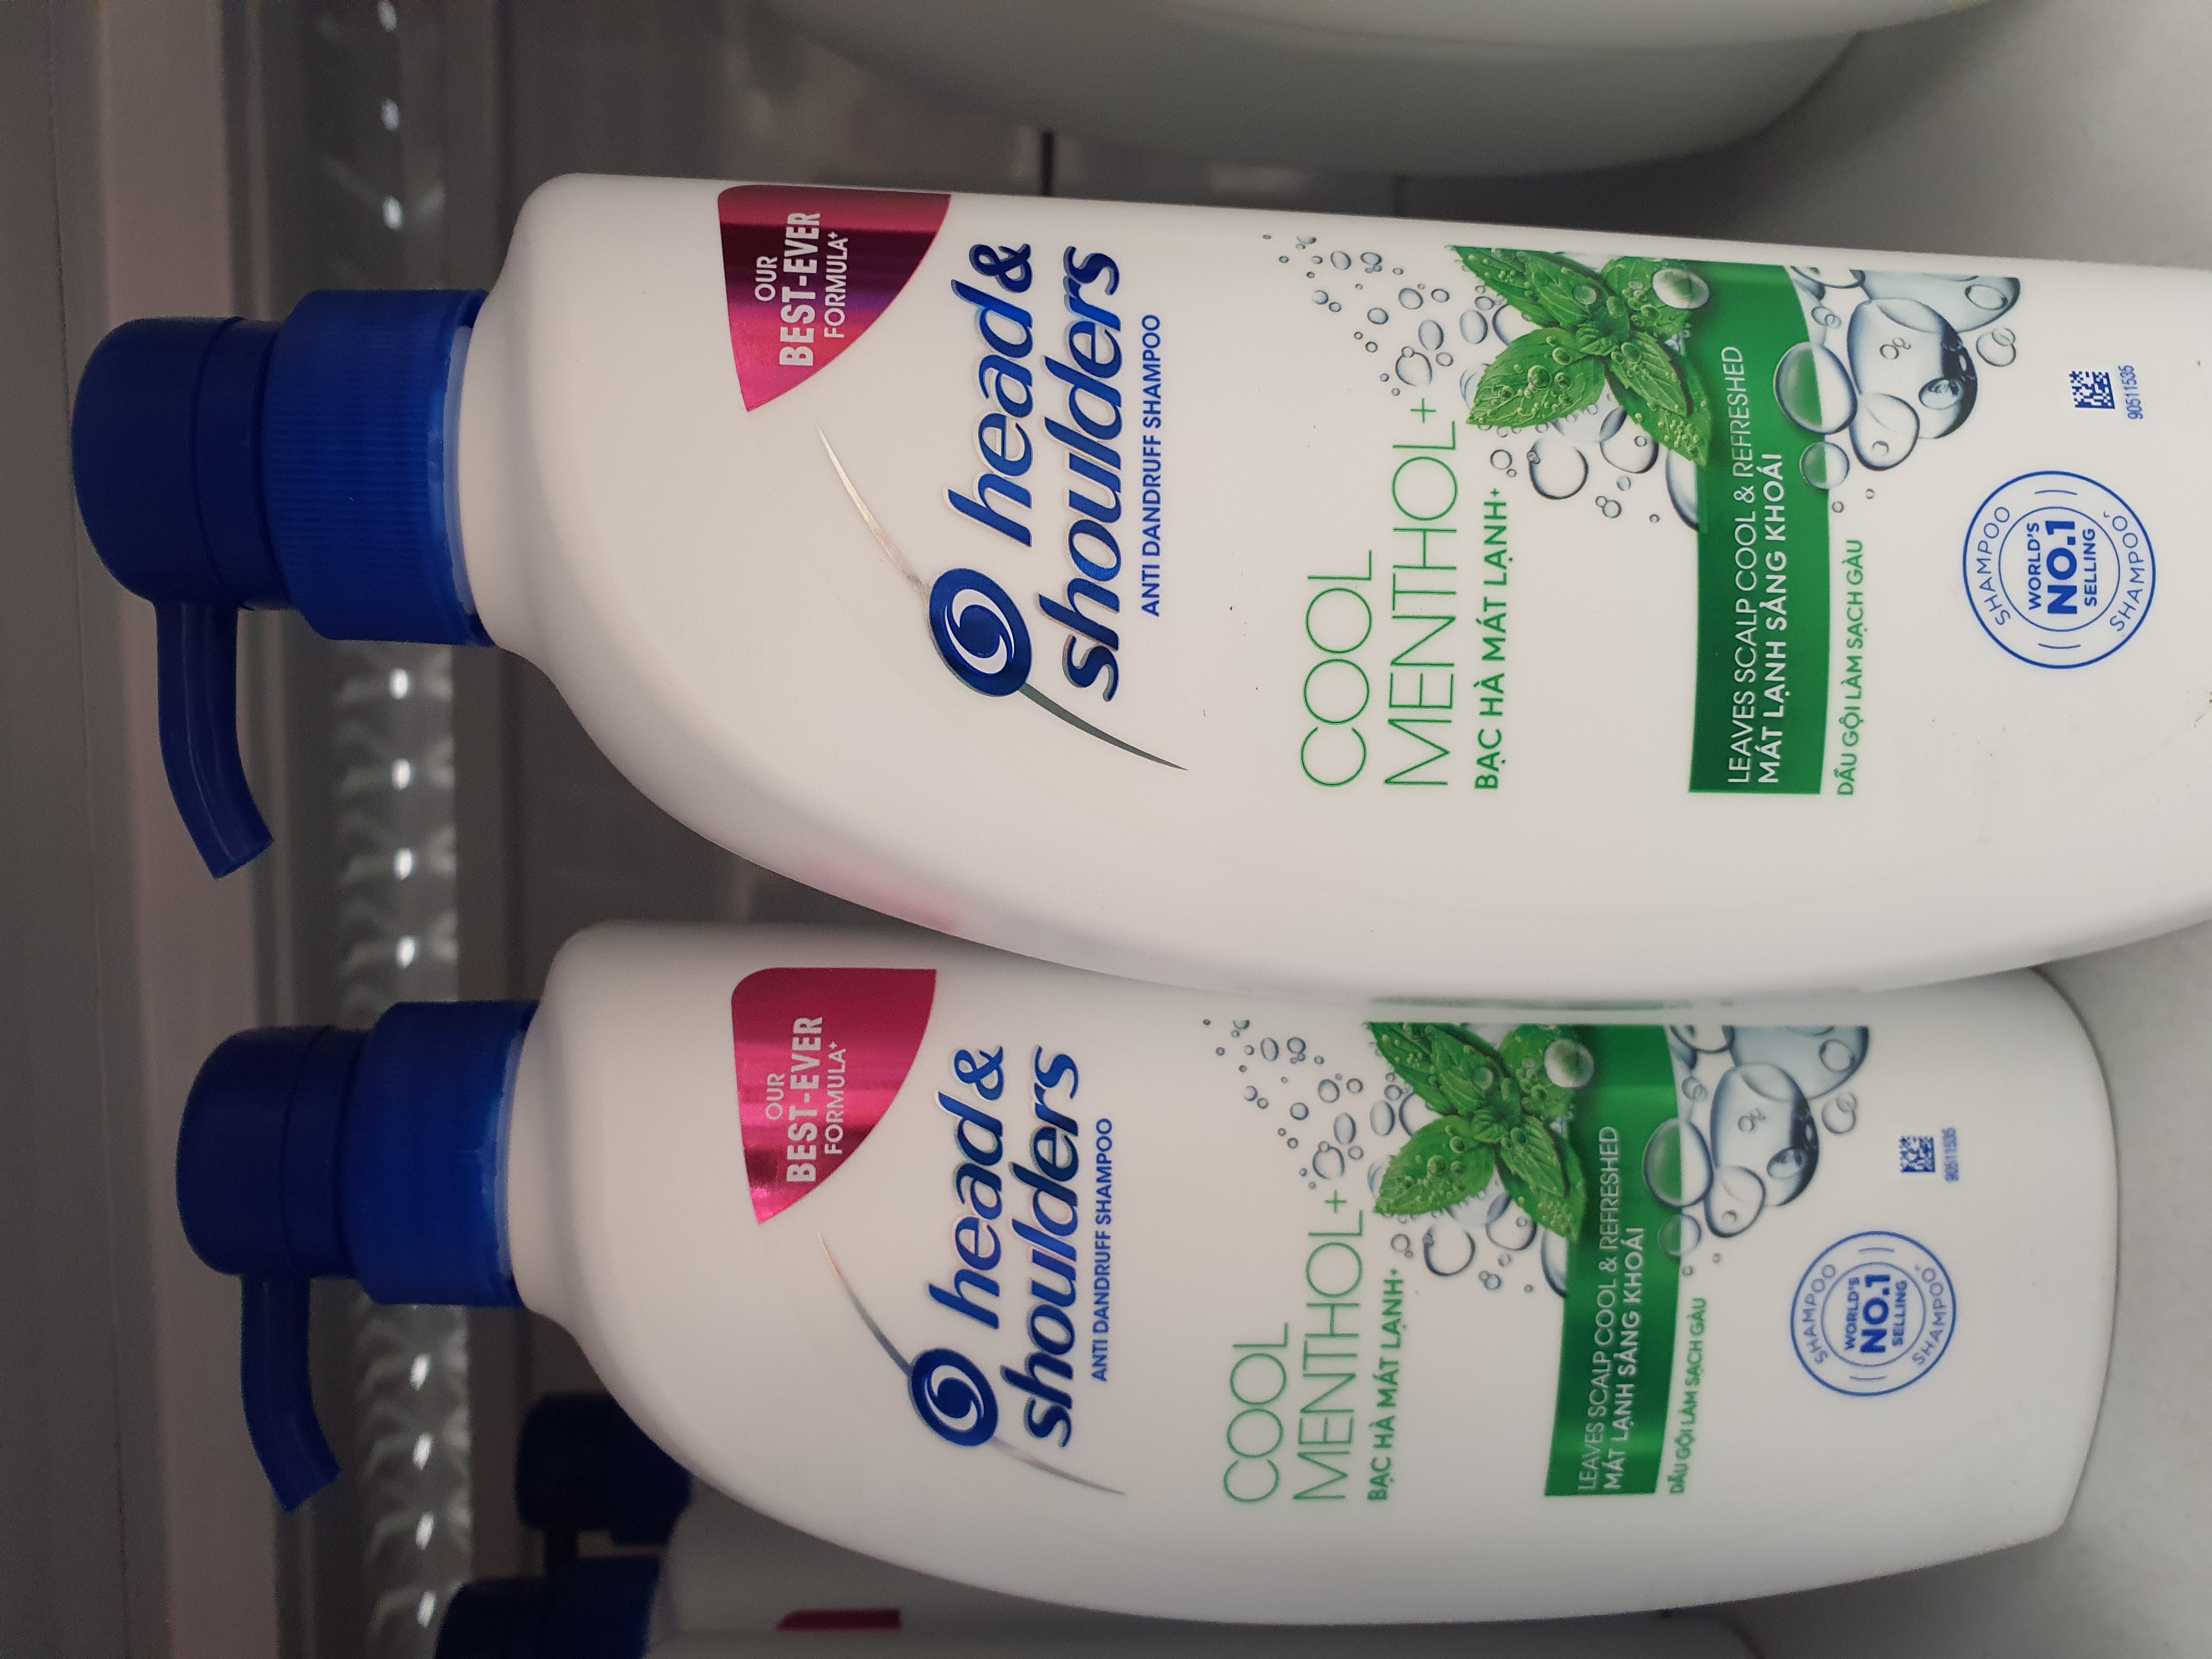 OUR
BEST-EVER
FORMULA+
head &
shoulders
ANTI DANDRUFF SHAMPOO
COOL
MENTHOL+
BẠC HÀ MÁT LẠNH+
LEAVES SCALP COOL & REFRESHED
MÁT LẠNH SẢNG KHOÁI
DẦU GỘI LÀM SẠCH GÀU
SHAMPOO
WORLD'S
NO.1
SELLING
SHAMPOO^
90511535
OUR
BEST-EVER
FORMULA+
head &
shoulders
ANTI DANDRUFF SHAMPOO
COOL
MENTHOL+
BẠC HÀ MÁT LẠNH+
LEAVES SCALP COOL & REFRESHED
MÁT LẠNH SẢNG KHOÁI
DẦU GỘI LÀM SẠCH GÀU
SHAMPOO
WORLD'S
NO.1
SELLING
SHAMPOO^
90511535